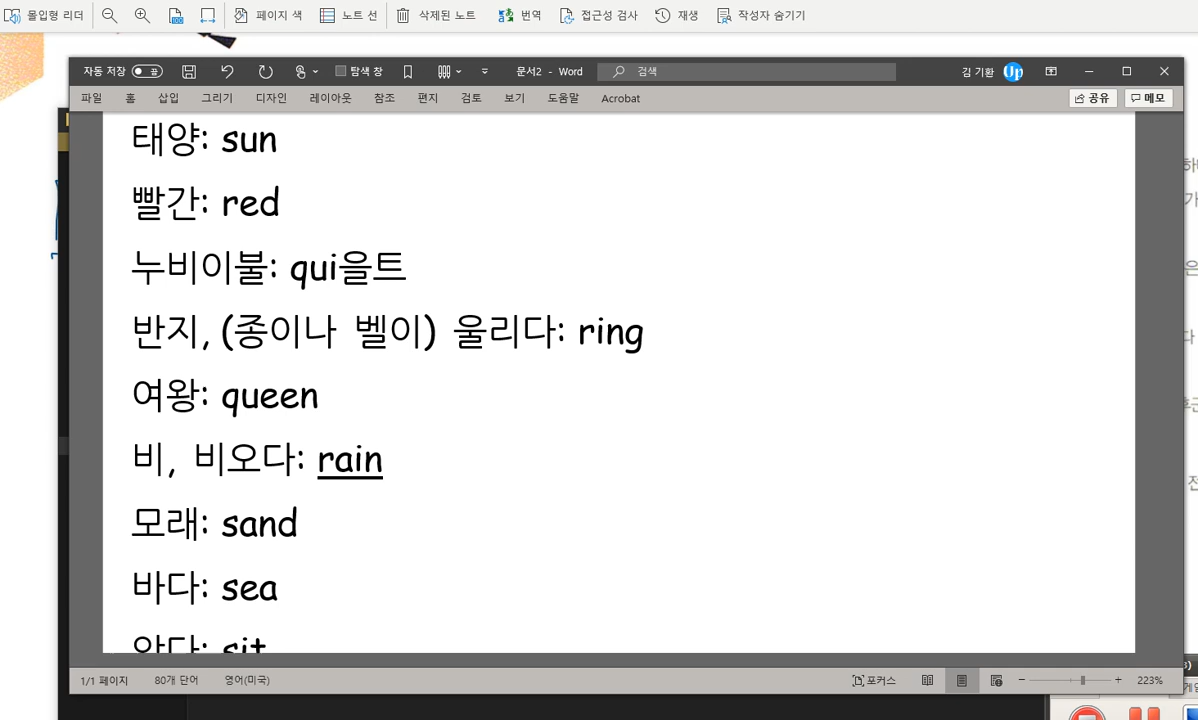 몰입형 리더 페이지 색 노트 선 삭제된 노트 번역 접근성 검사 재생 작성자 숨기기
자동 저장 끔 탐색 창 문서2 - Word 검색 김 기환 Up
파일 홈 삽입 그리기 디자인 레이아웃 참조 편지 검토 보기 도움말 Acrobat 공유 메모
태양: sun
빨간: red
누비이불: qui을트
반지, (종이나 벨이) 울리다: ring
여왕: queen
비, 비오다: rain
모래: sand
바다: sea
앉다: sit
1/1 페이지 80개 단어 영어(미국) 포커스 223%